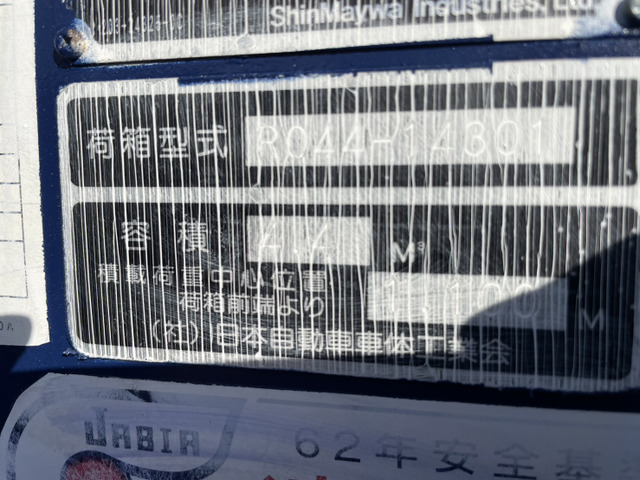 ShinMaywa Industries, Ltd.
荷箱型式 R044-14301
容積 4.4 M³
積載荷重中心位置
荷箱前端より 1.100 M
(社)日本自動車車体工業会
JABIA
62年安全基